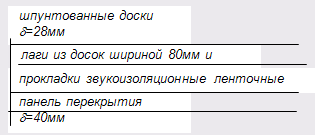 шпунтованные доски
δ=28мм
лаги из досок шириной 80мм и
прокладки звукоизоляционные ленточные
панель перекрытия
δ=40мм